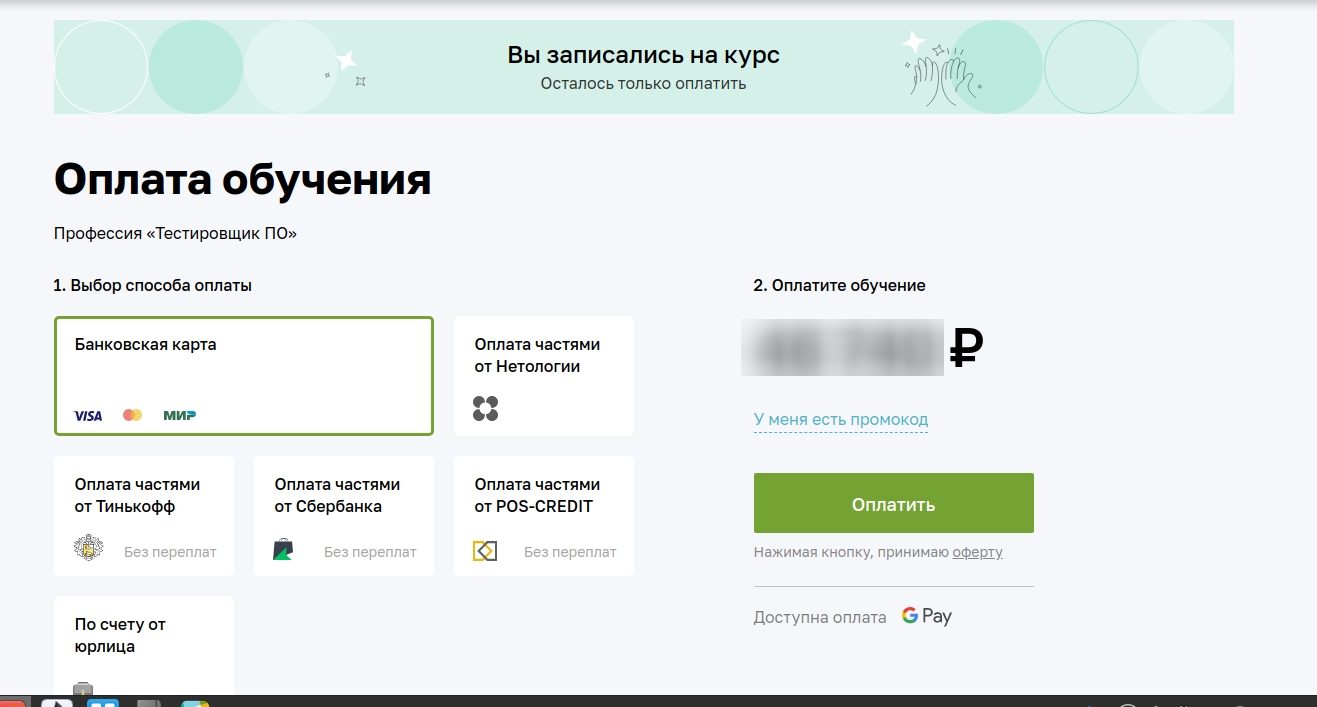 Вы записались на курс
Осталось только оплатить
Оплата обучения
Профессия «Тестировщик ПО»
1. Выбор способа оплаты
Банковская карта
VISA
МИР
Оплата частями
от Нетологии
Оплата частями
от Тинькофф
Без переплат
Оплата частями
от Сбербанка
Без переплат
Оплата частями
от POS-CREDIT
Без переплат
По счету от
юрлица
2. Оплатите обучение
₽
У меня есть промокод
Оплатить
Нажимая кнопку, принимаю оферту
Доступна оплата G Pay